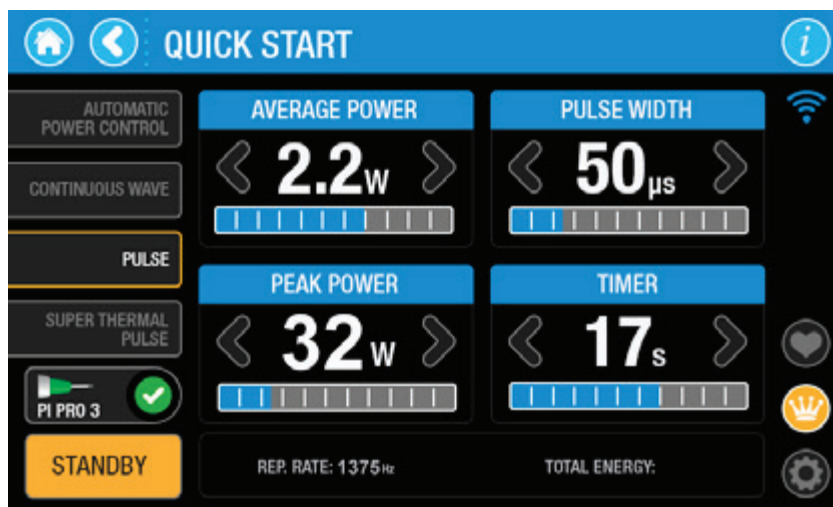 QUICK START
i
AUTOMATIC
POWER CONTROL
CONTINUOUS WAVE
PULSE
SUPER THERMAL
PULSE
PI PRO 3
STANDBY
AVERAGE POWER
2.2W
PULSE WIDTH
50µs
PEAK POWER
32W
TIMER
17s
REP. RATE: 1375Hz
TOTAL ENERGY: